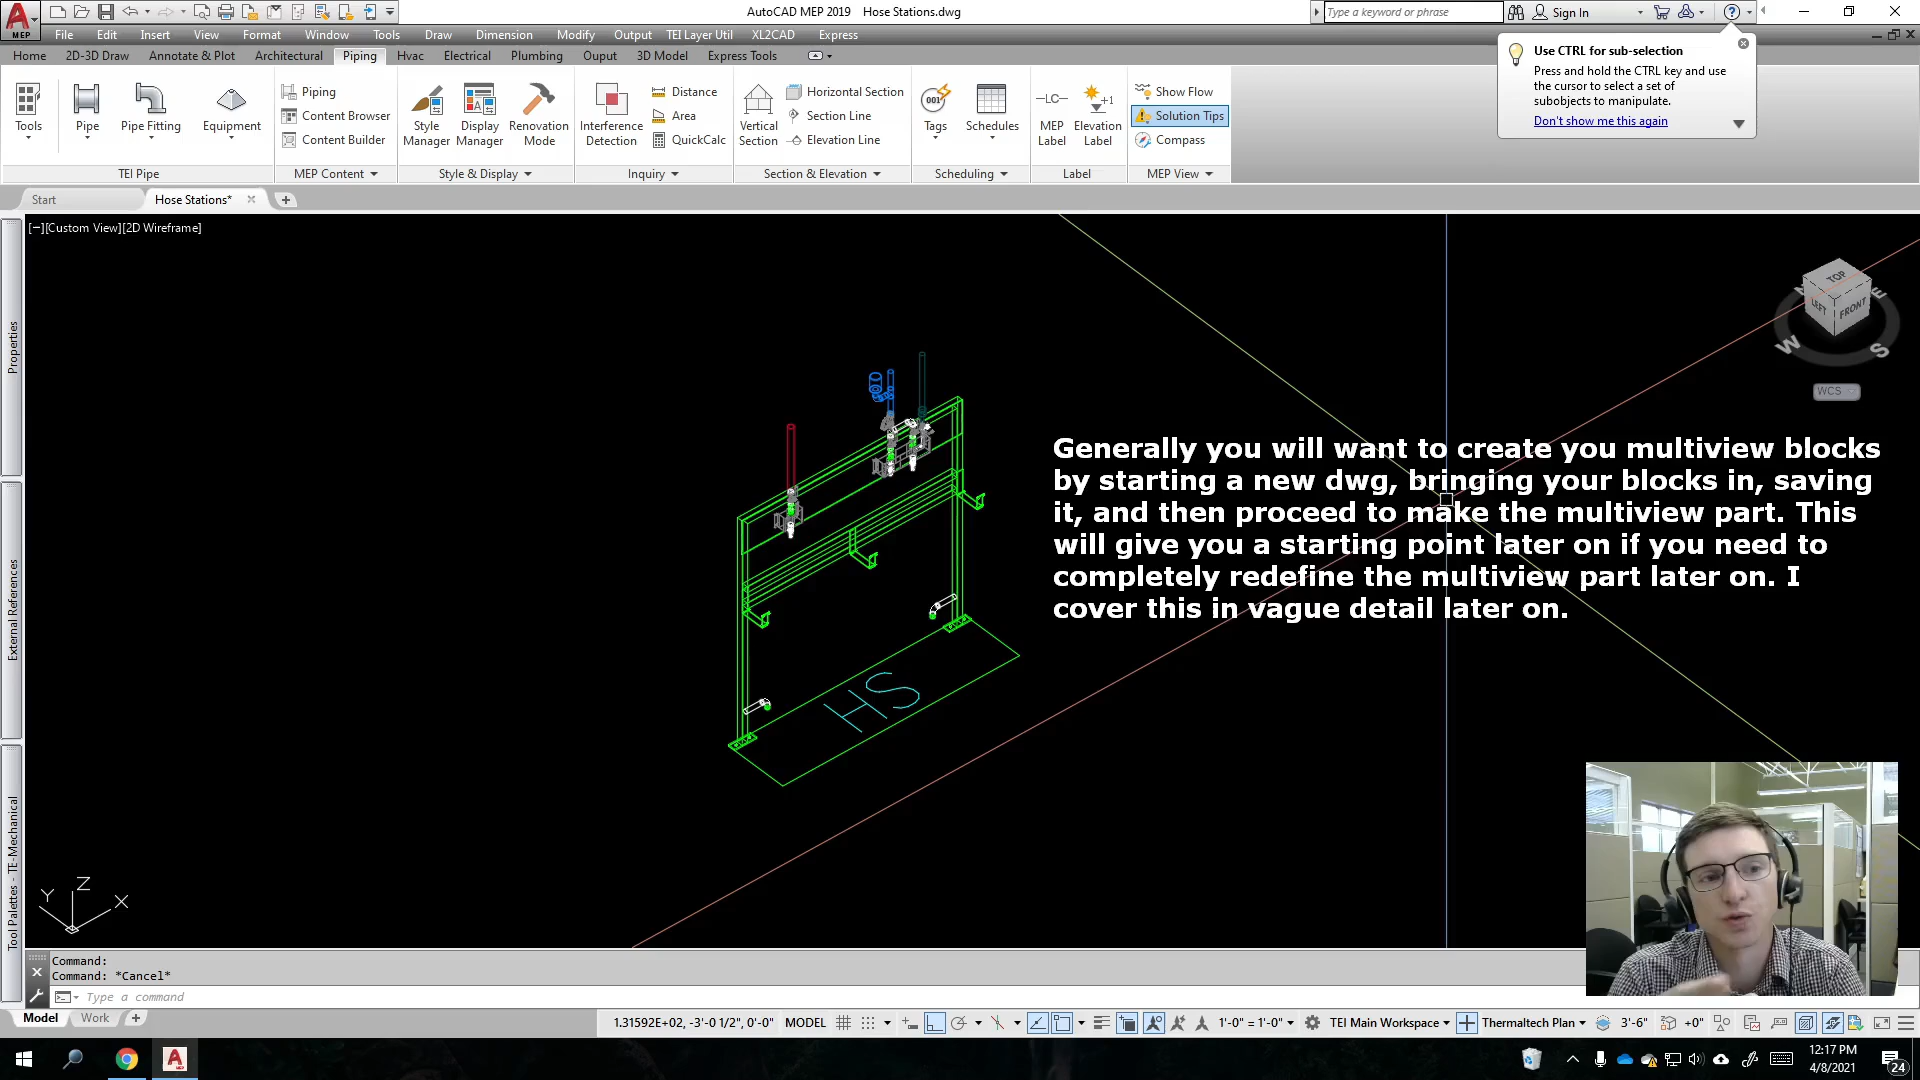 AutoCAD MEP 2019 Hose Stations.dwg
Type a keyword or phrase
Sign In
MEP
File Edit Insert View Format Window Tools Draw Dimension Modify Output TEI Layer Util XL2CAD Express
Home 2D-3D Draw Annotate & Plot Architectural Piping Hvac Electrical Plumbing Ouput 3D Model Express Tools
Tools
Pipe
Pipe Fitting
Equipment
TEI Pipe
Piping
Content Browser
Content Builder
MEP Content
Style
Manager
Display
Manager
Renovation
Mode
Style & Display
Interference
Detection
Distance
Area
QuickCalc
Inquiry
Vertical
Section
Horizontal Section
Section Line
Elevation Line
Section & Elevation
001
Tags
Schedules
Scheduling
LC
MEP
Label
+1
Elevation
Label
Label
Show Flow
Solution Tips
Compass
MEP View
Use CTRL for sub-selection
Press and hold the CTRL key and use
the cursor to select a set of
subobjects to manipulate.
Don't show me this again
Start
Hose Stations*
[−][Custom View][2D Wireframe]
Properties
External References
Tool Palettes - TE-Mechanical
TOP
LEFT
FRONT
W
S
E
WCS
Generally you will want to create you multiview blocks
by starting a new dwg, bringing your blocks in, saving
it, and then proceed to make the multiview part. This
will give you a starting point later on if you need to
completely redefine the multiview part later on. I
cover this in vague detail later on.
HS
Y Z X
Command:
Command: *Cancel*
Type a command
Model Work
1.31592E+02, -3'-0 1/2", 0'-0" MODEL 1'-0" = 1'-0" TEI Main Workspace Thermaltech Plan 3'-6" +0"
12:17 PM
4/8/2021
24